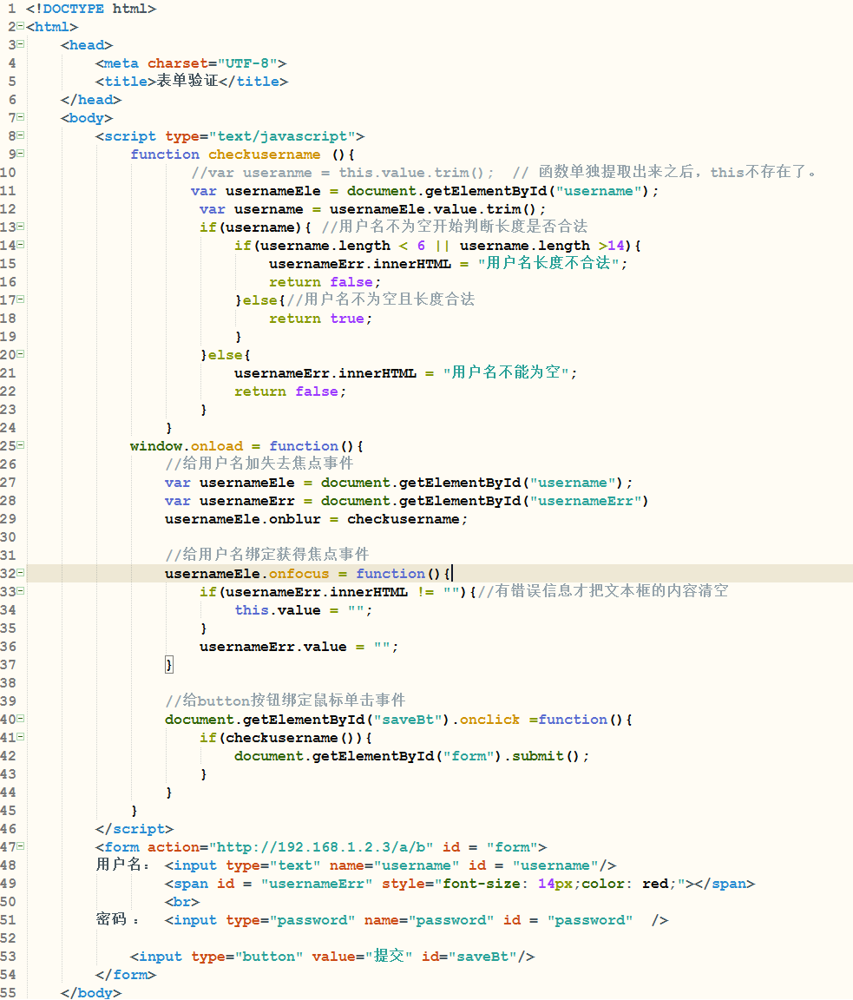 1 <!DOCTYPE html>
2 <html>
3 <head>
4 <meta charset="UTF-8">
5 <title>表单验证</title>
6 </head>
7 <body>
8 <script type="text/javascript">
9 function checkusername (){
10 //var useranme = this.value.trim();  // 函数单独提取出来之后，this不存在了。
11 var usernameEle = document.getElementById("username");
12 var username = usernameEle.value.trim();
13 if(username){ //用户名不为空开始判断长度是否合法
14 if(username.length < 6 || username.length >14){
15 usernameErr.innerHTML = "用户名长度不合法";
16 return false;
17 }else{//用户名不为空且长度合法
18 return true;
19 }
20 }else{
21 usernameErr.innerHTML = "用户名不能为空";
22 return false;
23 }
24 }
25 window.onload = function(){
26 //给用户名加失去焦点事件
27 var usernameEle = document.getElementById("username");
28 var usernameErr = document.getElementById("usernameErr")
29 usernameEle.onblur = checkusername;
30
31 //给用户名绑定获得焦点事件
32 usernameEle.onfocus = function(){
33 if(usernameErr.innerHTML != ""){//有错误信息才把文本框的内容清空
34 this.value = "";
35 }
36 usernameErr.value = "";
37 }
38
39 //给button按钮绑定鼠标单击事件
40 document.getElementById("saveBt").onclick =function(){
41 if(checkusername()){
42 document.getElementById("form").submit();
43 }
44 }
45 }
46 </script>
47 <form action="http://192.168.1.2.3/a/b" id = "form">
48 用户名： <input type="text" name="username" id = "username"/>
49 <span id = "usernameErr" style="font-size: 14px;color: red;"></span>
50 <br>
51 密码 ： <input type="password" name="password" id = "password"  />
52
53 <input type="button" value="提交" id="saveBt"/>
54 </form>
55 </body>